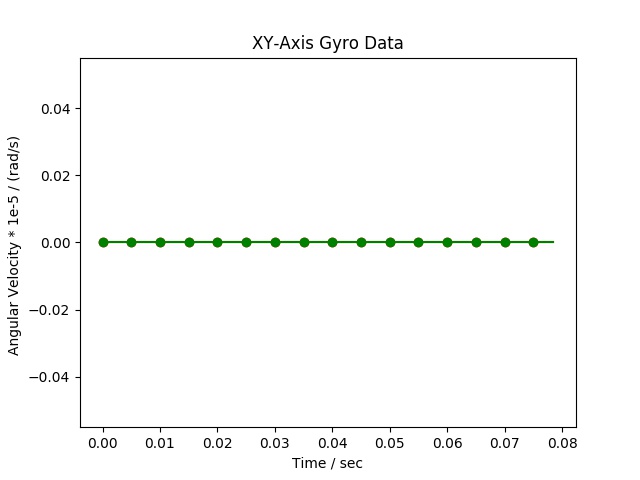 XY-Axis Gyro Data
Angular Velocity * 1e-5 / (rad/s)
0.04
0.02
0.00
−0.02
−0.04
0.00 0.01 0.02 0.03 0.04 0.05 0.06 0.07 0.08
Time / sec